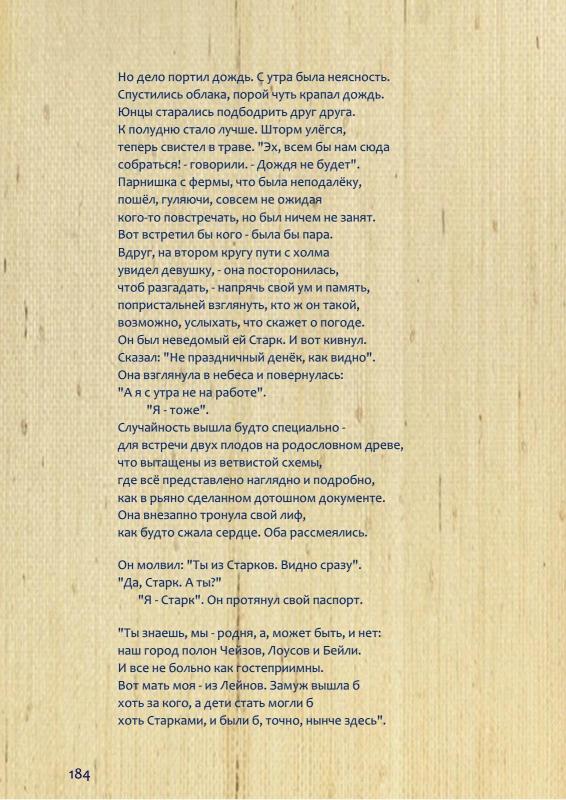 Но дело портил дождь. С утра была неясность.
Спустились облака, порой чуть крапал дождь.
Юнцы старались подбодрить друг друга.
К полудню стало лучше. Шторм улёгся,
теперь свистел в траве. "Эх, всем бы нам сюда
собраться! - говорили. - Дождя не будет".
Парнишка с фермы, что была неподалёку,
пошёл, гуляючи, совсем не ожидая
кого-то повстречать, но был ничем не занят.
Вот встретил бы кого - была бы пара.
Вдруг, на втором кругу пути с холма
увидел девушку, - она посторонилась,
чтоб разгадать, - напрячь свой ум и память,
попристальней взглянуть, кто ж он такой,
возможно, услыхать, что скажет о погоде.
Он был неведомый ей Старк. И вот кивнул.
Сказал: "Не праздничный денёк, как видно".
Она взглянула в небеса и повернулась:
"А я с утра не на работе".
"Я - тоже".
Случайность вышла будто специально -
для встречи двух плодов на родословном древе,
что вытащены из ветвистой схемы,
где всё представлено наглядно и подробно,
как в рьяно сделанном дотошном документе.
Она внезапно тронула свой лиф,
как будто сжала сердце. Оба рассмеялись.
Он молвил: "Ты из Старков. Видно сразу".
"Да, Старк. А ты?"
"Я - Старк". Он протянул свой паспорт.
"Ты знаешь, мы - родня, а, может быть, и нет:
наш город полон Чейзов, Лоусов и Бейли.
И все не больно как гостеприимны.
Вот мать моя - из Лейнов. Замуж вышла б
хоть за кого, а дети стать могли б
хоть Старками, и были б, точно, нынче здесь".
184